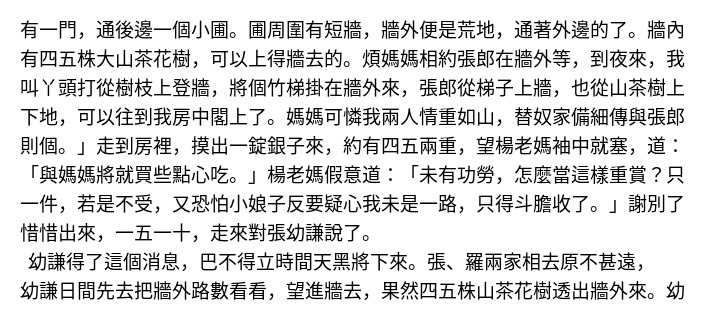 有一門，通後邊一個小圃。圃周圍有短牆，牆外便是荒地，通著外邊的了。牆內
有四五株大山茶花樹，可以上得牆去的。煩媽媽相約張郎在牆外等，到夜來，我
叫丫頭打從樹枝上登牆，將個竹梯掛在牆外來，張郎從梯子上牆，也從山茶樹上
下地，可以往到我房中閣上了。媽媽可憐我兩人情重如山，替奴家備細傳與張郎
則個。」走到房裡，摸出一錠銀子來，約有四五兩重，望楊老媽袖中就塞，道：
「與媽媽將就買些點心吃。」楊老媽假意道：「未有功勞，怎麼當這樣重賞？只
一件，若是不受，又恐怕小娘子反要疑心我未是一路，只得斗膽收了。」謝別了
惜惜出來，一五一十，走來對張幼謙說了。
幼謙得了這個消息，巴不得立時間天黑將下來。張、羅兩家相去原不甚遠，
幼謙日間先去把牆外路數看看，望進牆去，果然四五株山茶花樹透出牆外來。幼